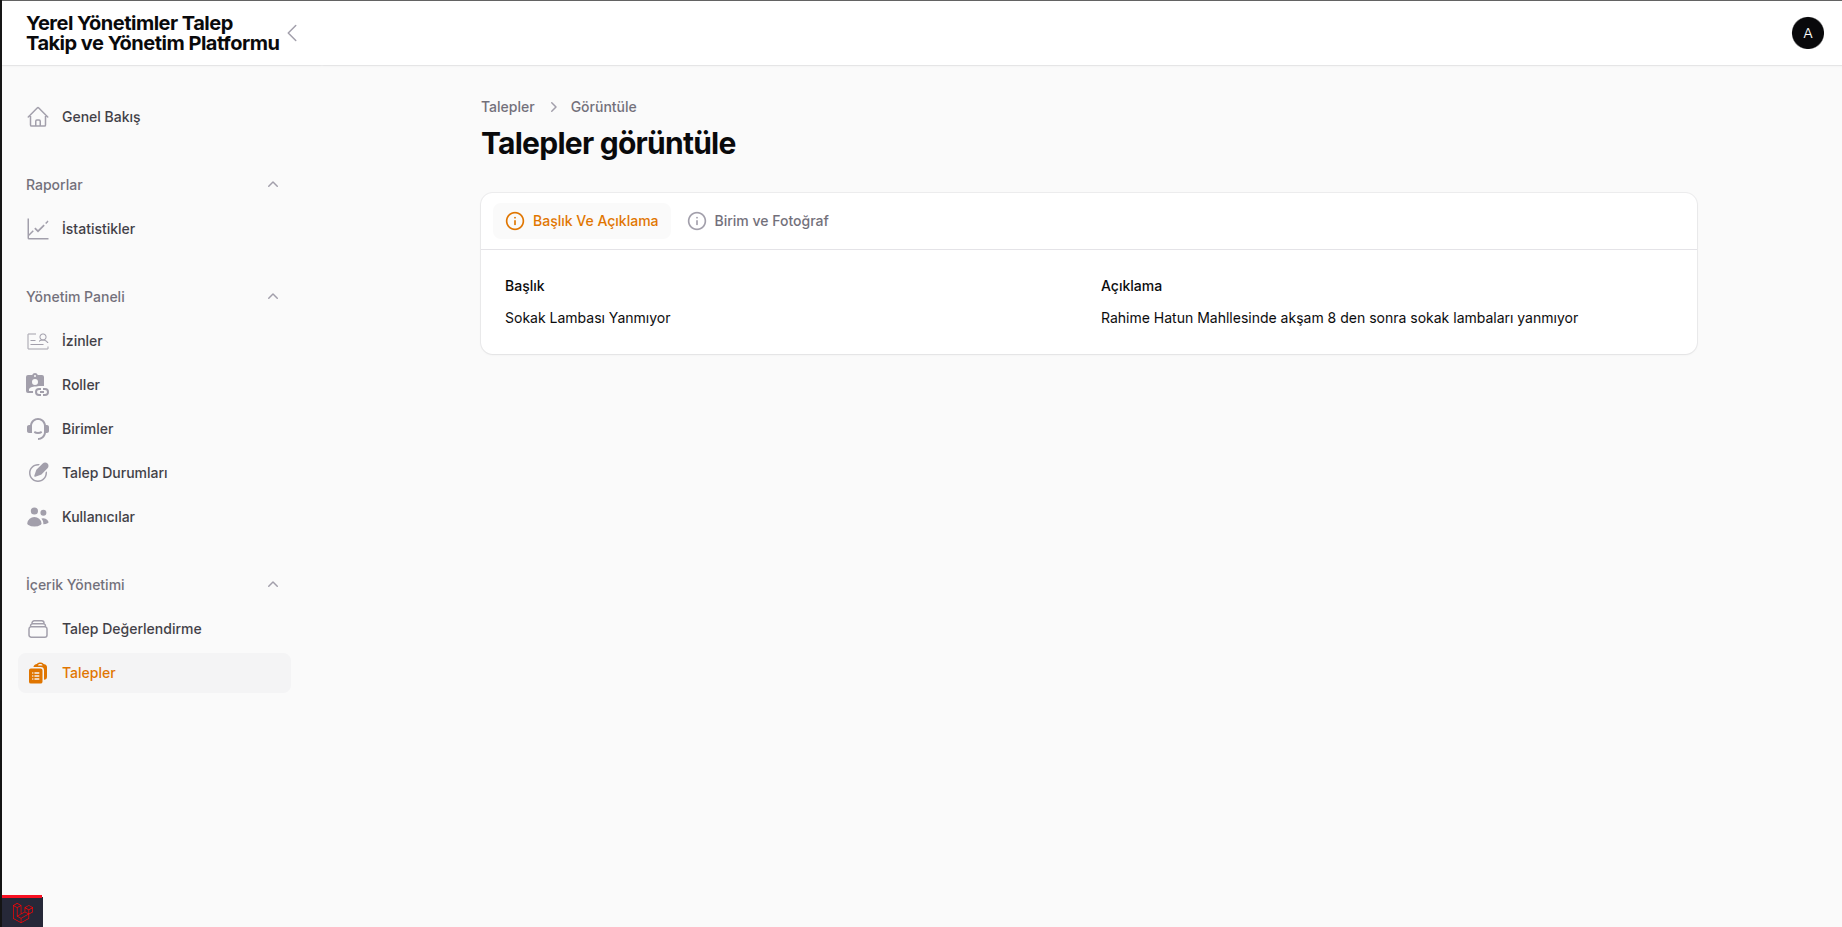 Yerel Yönetimler Talep
Takip ve Yönetim Platformu
A
Genel Bakış
Raporlar
İstatistikler
Yönetim Paneli
İzinler
Roller
Birimler
Talep Durumları
Kullanıcılar
İçerik Yönetimi
Talep Değerlendirme
Talepler
Talepler > Görüntüle
Talepler görüntüle
Başlık Ve Açıklama Birim ve Fotoğraf
Başlık
Sokak Lambası Yanmıyor
Açıklama
Rahime Hatun Mahllesinde akşam 8 den sonra sokak lambaları yanmıyor